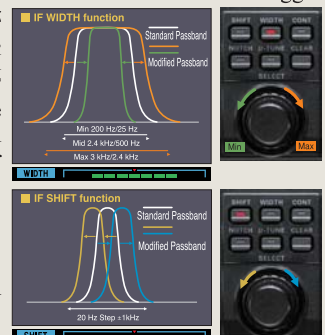 IF WIDTH function
Standard Passband
Modified Passband
Min 200 Hz/25 Hz
Mid 2.4 kHz/500 Hz
Max 3 kHz/2.4 kHz
WIDTH
SHIFT WIDTH CONT
NOTCH D-TUNE CLEAR
SELECT
Min Max
IF SHIFT function
Standard Passband
Modified Passband
20 Hz Step ±1kHz
SHIFT
SHIFT WIDTH CONT
NOTCH D-TUNE CLEAR
SELECT